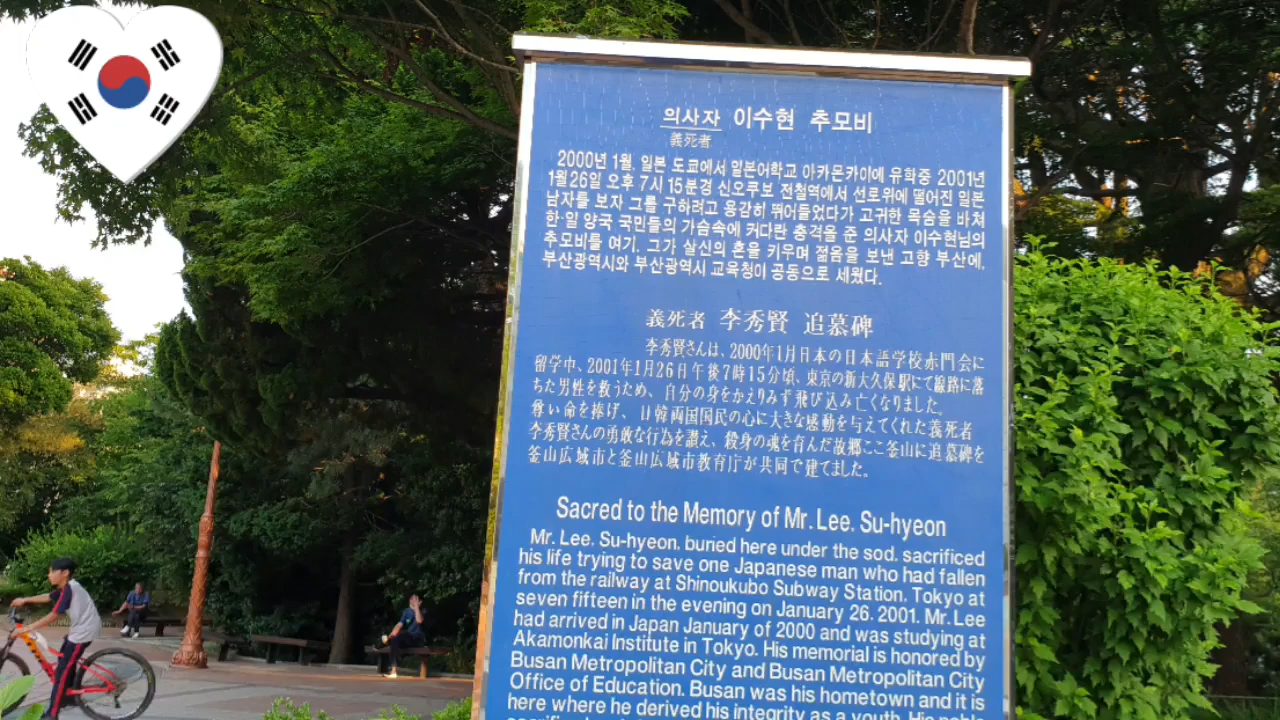 의사자 이수현 추모비
義死者
2000년 1월. 일본 도쿄에서 일본어학교 아카몬카이에 유학중 2001년
1월26일 오후 7시 15분경 신오쿠보 전철역에서 선로위에 떨어진 일본
남자를 보자 그를 구하려고 용감히 뛰어들었다가 고귀한 목숨을 바쳐
한·일 양국 국민들의 가슴속에 커다란 충격을 준 의사자 이수현님의
추모비를 여기. 그가 살신의 혼을 키우며 젊음을 보낸 고향 부산에,
부산광역시와 부산광역시 교육청이 공동으로 세웠다.
義死者 李秀賢 追慕碑
李秀賢さんは、2000年1月日本の日本語学校赤門会に
留学中、2001年1月26日午後7時15分頃、東京の新大久保駅にて線路に落
ちた男性を救うため、自分の身をかえりみず飛び込み亡くなりました。
尊い命を捧げ、日韓両国国民の心に大きな感動を与えてくれた義死者
李秀賢さんの勇敢な行為を讃え、殺身の魂を育んだ故郷ここ釜山に追慕碑を
釜山広域市と釜山広域市教育庁が共同で建てました。
Sacred to the Memory of Mr. Lee. Su-hyeon
Mr. Lee. Su-hyeon. buried here under the sod. sacrificed
his life trying to save one Japanese man who had fallen
from the railway at Shinoukubo Subway Station. Tokyo at
seven fifteen in the evening on January 26. 2001. Mr. Lee
had arrived in Japan January of 2000 and was studying at
Akamonkai Institute in Tokyo. His memorial is honored by
Busan Metropolitan City and Busan Metropolitan City
Office of Education. Busan was his hometown and it is
here where he derived his integrity as a youth. His noble